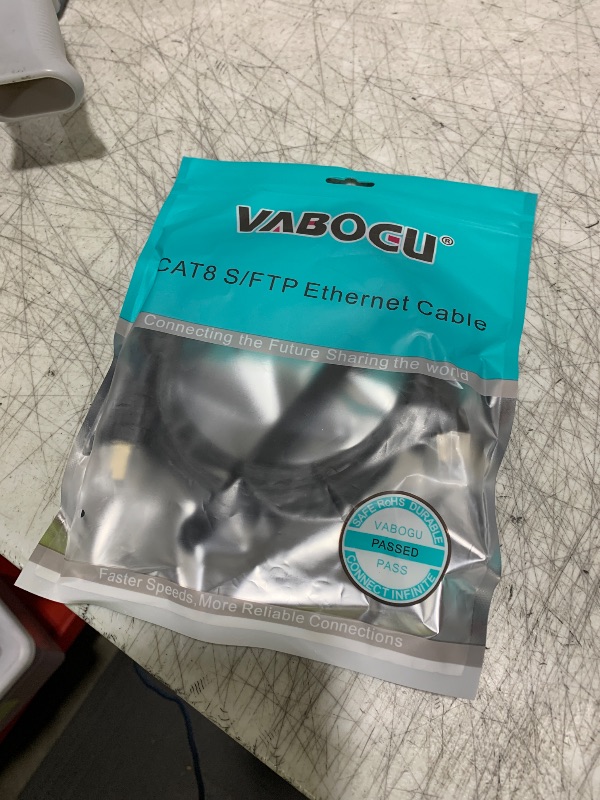 VABOGU®
CAT8 S/FTP Ethernet Cable
Connecting the Future Sharing the world
SAFE RoHS DURABLE
VABOGU
PASSED
PASS
CONNECT INFINITE
Faster Speeds, More Reliable Connections